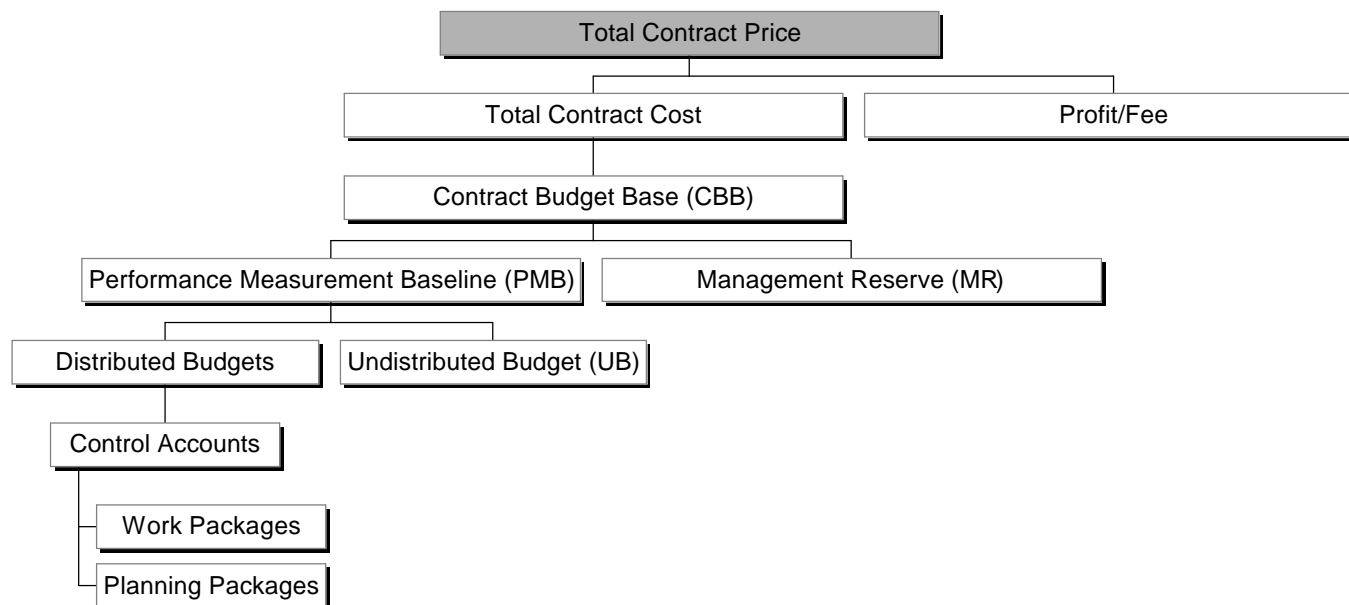 Total Contract Price
Total Contract Cost
Profit/Fee
Contract Budget Base (CBB)
Performance Measurement Baseline (PMB)
Management Reserve (MR)
Distributed Budgets
Undistributed Budget (UB)
Control Accounts
Work Packages
Planning Packages